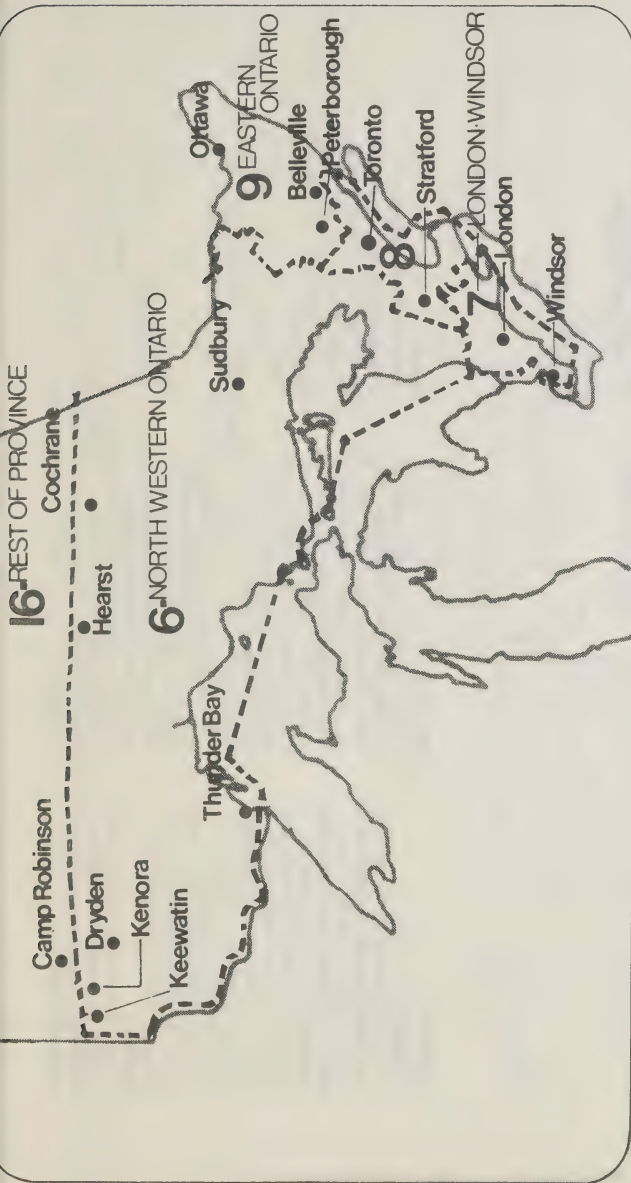 16-REST OF PROVINCE
Camp Robinson
Cochrane
Dryden
Hearst
Kenora
6-NORTH WESTERN ONTARIO
Keewatin
Ottawa
Thunder Bay
Sudbury
9 EASTERN
ONTARIO
Belleville
Peterborough
Toronto
8
Stratford
7 LONDON-WINDSOR
London
Windsor